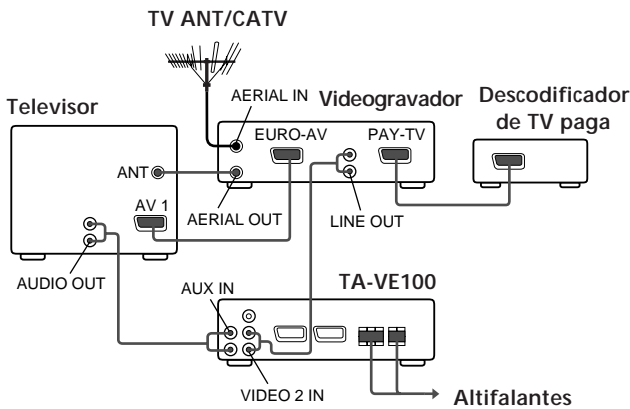 TV ANT/CATV
AERIAL IN
Videogravador
Descodificador
de TV paga
Televisor
EURO-AV
PAY-TV
ANT
AV 1
AERIAL OUT
LINE OUT
AUDIO OUT
AUX IN
TA-VE100
VIDEO 2 IN
Altifalantes